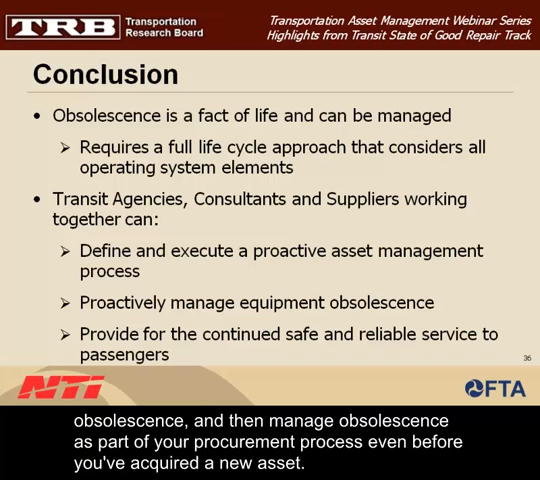 TRB
Transportation
Research Board
Transportation Asset Management Webinar Series
Highlights from Transit State of Good Repair Track
Conclusion
• Obsolescence is a fact of life and can be managed
➢ Requires a full life cycle approach that considers all
operating system elements
• Transit Agencies, Consultants and Suppliers working
together can:
➢ Define and execute a proactive asset management
process
➢ Proactively manage equipment obsolescence
➢ Provide for the continued safe and reliable service to
passengers
36
NTI
FTA
obsolescence, and then manage obsolescence
as part of your procurement process even before
you've acquired a new asset.